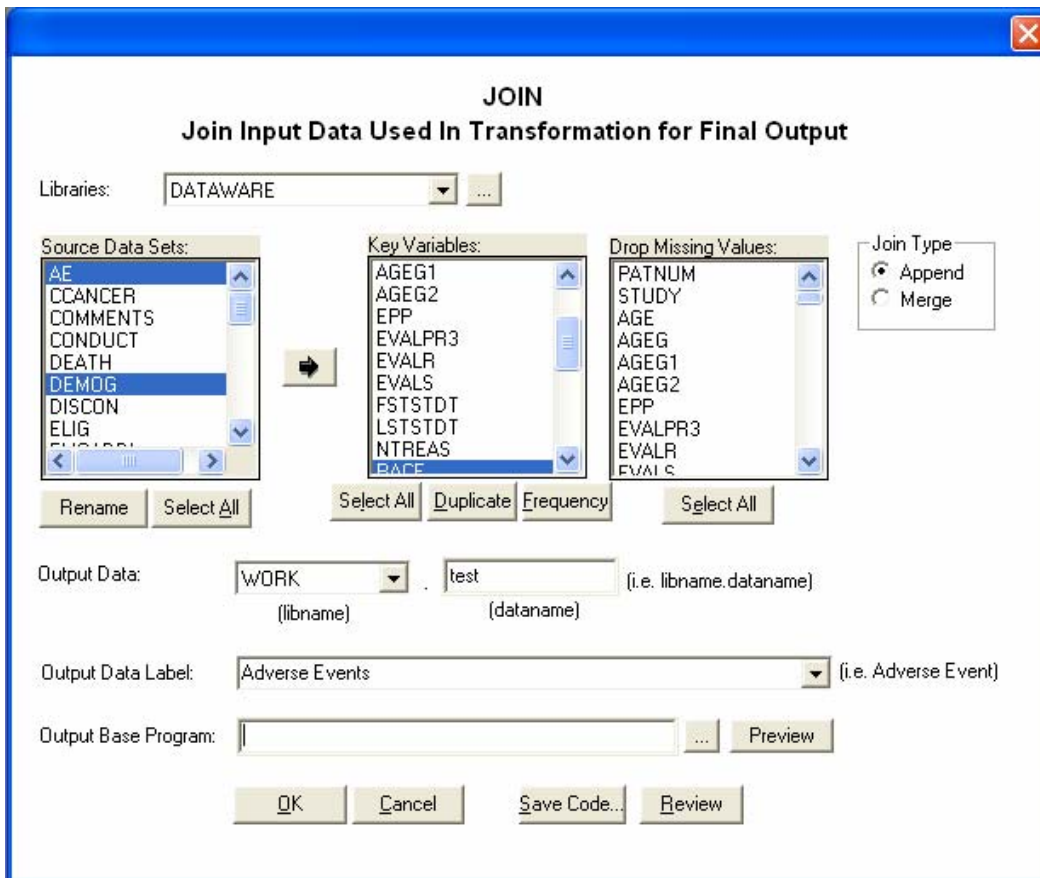 JOIN
Join Input Data Used In Transformation for Final Output
Libraries: DATAWARE ...
Source Data Sets:
AE
CCANCER
COMMENTS
CONDUCT
DEATH
DEMOG
DISCON
ELIG
Rename Select All
Key Variables:
AGEG1
AGEG2
EPP
EVALPR3
EVALR
EVALS
FSTSTDT
LSTSTDT
NTREAS
RACE
Select All Duplicate Frequency
Drop Missing Values:
PATNUM
STUDY
AGE
AGEG
AGEG1
AGEG2
EPP
EVALPR3
EVALR
EVALS
Select All
Join Type
Append
Merge
Output Data: WORK . test (i.e. libname.dataname)
(libname) (dataname)
Output Data Label: Adverse Events (i.e. Adverse Event)
Output Base Program: ... Preview
OK Cancel Save Code... Review